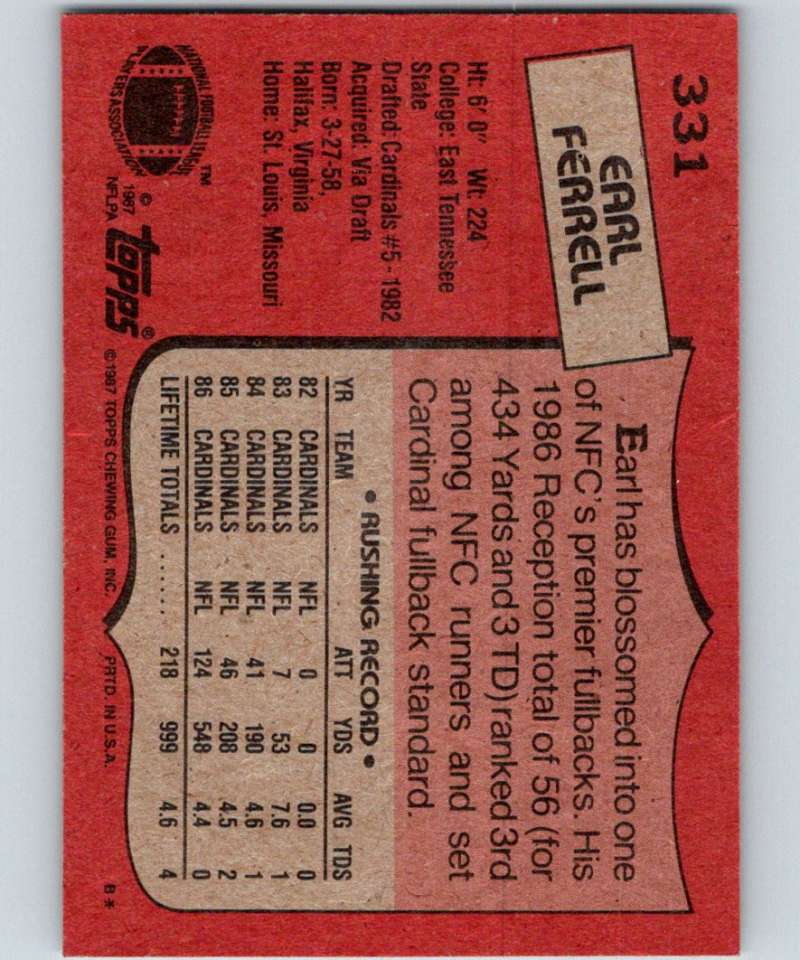 331
EARL
FERRELL
Ht: 6' 0" Wt: 224
College: East Tennessee
State
Drafted: Cardinals #5 - 1982
Acquired: Via Draft
Born: 3-27-58,
Halifax, Virginia
Home: St. Louis, Missouri
NATIONAL FOOTBALL LEAGUE
PLAYERS ASSOCIATION
™
© 1987
NFLPA
topps®
Earl has blossomed into one
of NFC's premier fullbacks. His
1986 Reception total of 56 (for
434 Yards and 3 TD) ranked 3rd
among NFC runners and set
Cardinal fullback standard.
• RUSHING RECORD •
YR TEAM ATT YDS AVG TDS
82 CARDINALS NFL 0 0 0.0 0
83 CARDINALS NFL 7 53 7.6 1
84 CARDINALS NFL 41 190 4.6 1
85 CARDINALS NFL 46 208 4.5 2
86 CARDINALS NFL 124 548 4.4 0
LIFETIME TOTALS ...... 218 999 4.6 4
© 1987 TOPPS CHEWING GUM, INC. PRTD. IN U.S.A. B*